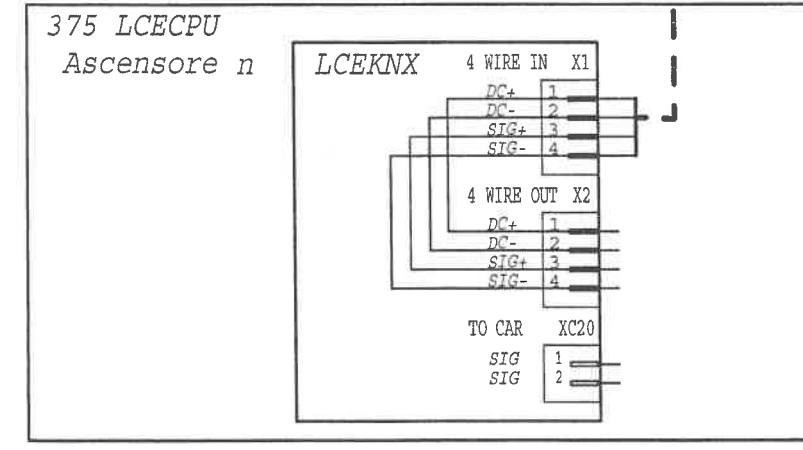 375 LCECPU
Ascensore n
LCEKNX 4 WIRE IN X1
DC+ 1
DC- 2
SIG+ 3
SIG- 4
4 WIRE OUT X2
DC+ 1
DC- 2
SIG+ 3
SIG- 4
TO CAR XC20
SIG 1
SIG 2